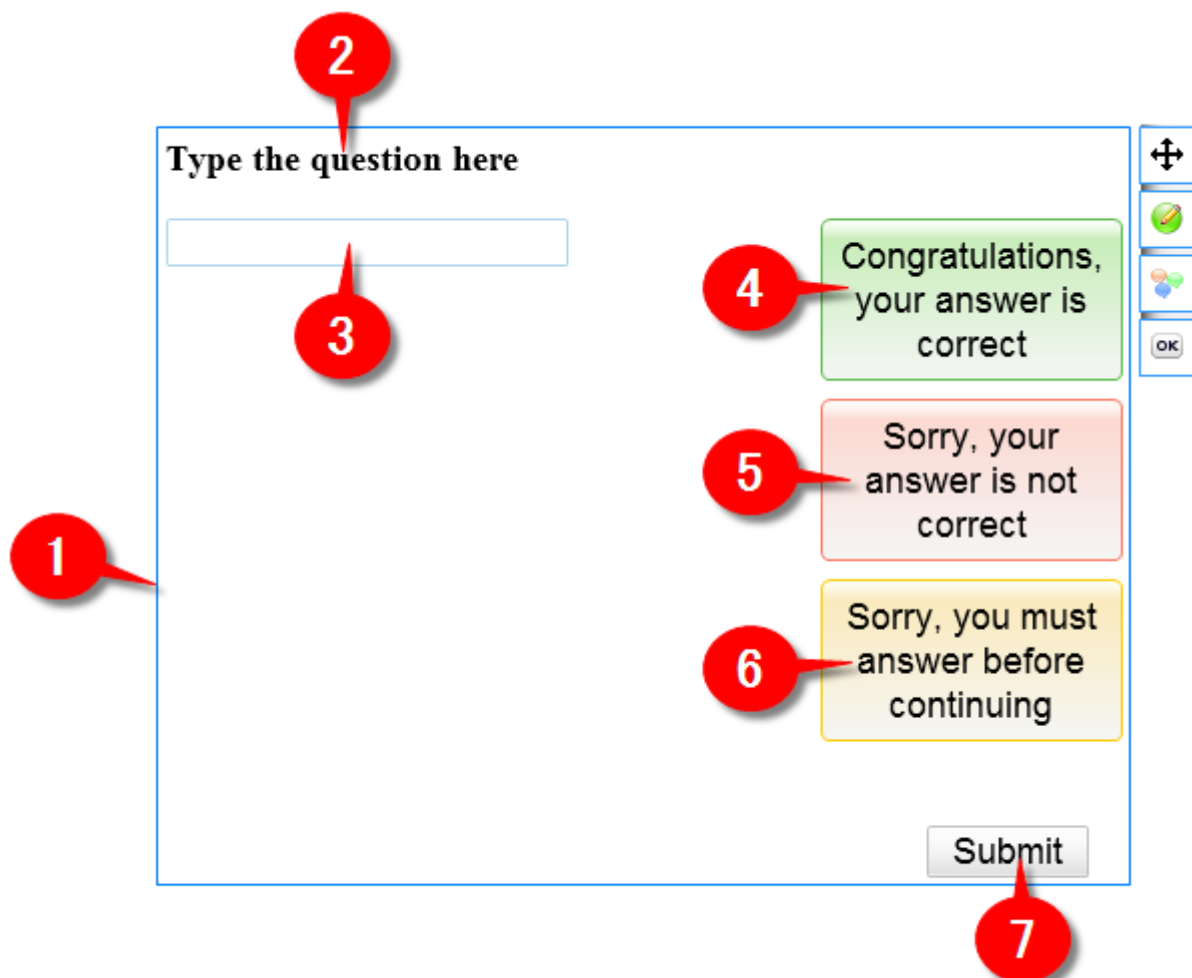 2
Type the question here
3
4
Congratulations,
your answer is
correct
OK
5
Sorry, your
answer is not
correct
1
6
Sorry, you must
answer before
continuing
Submit
7